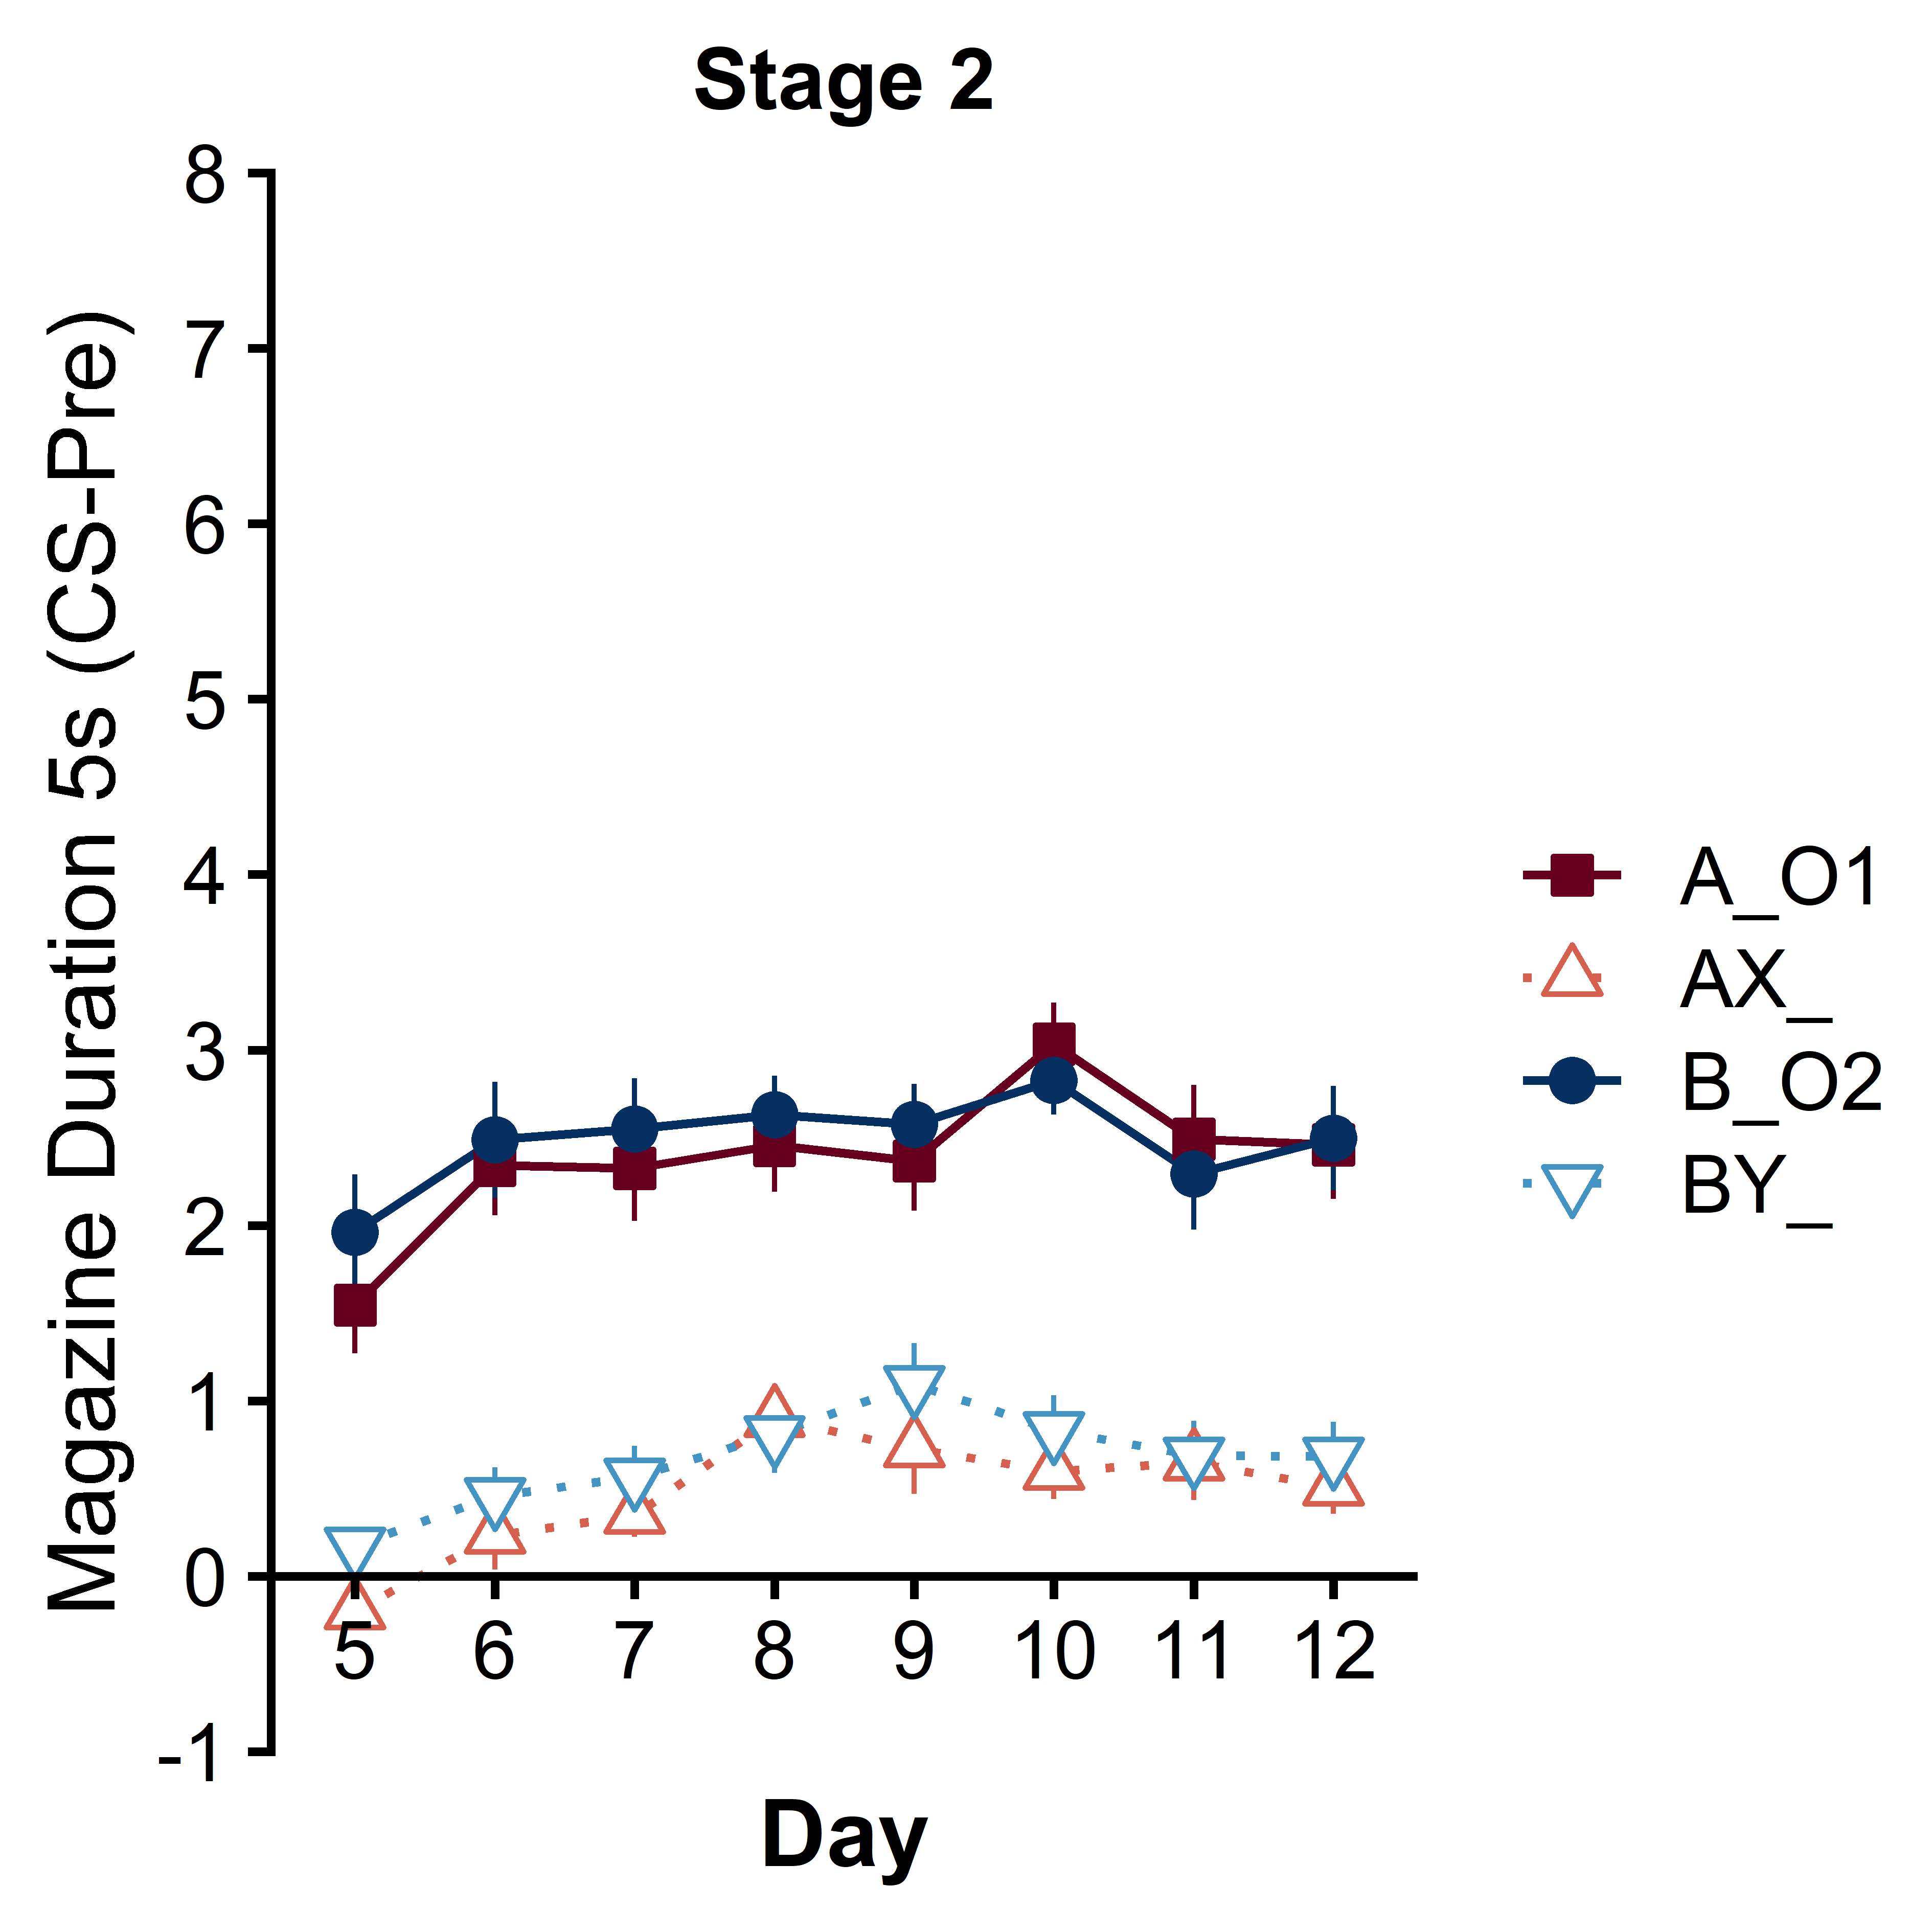 Stage 2
Magazine Duration 5s (CS-Pre)
8
7
6
5
4
3
2
1
0
-1
5 6 7 8 9 10 11 12
Day
A_O1
AX_
B_O2
BY_